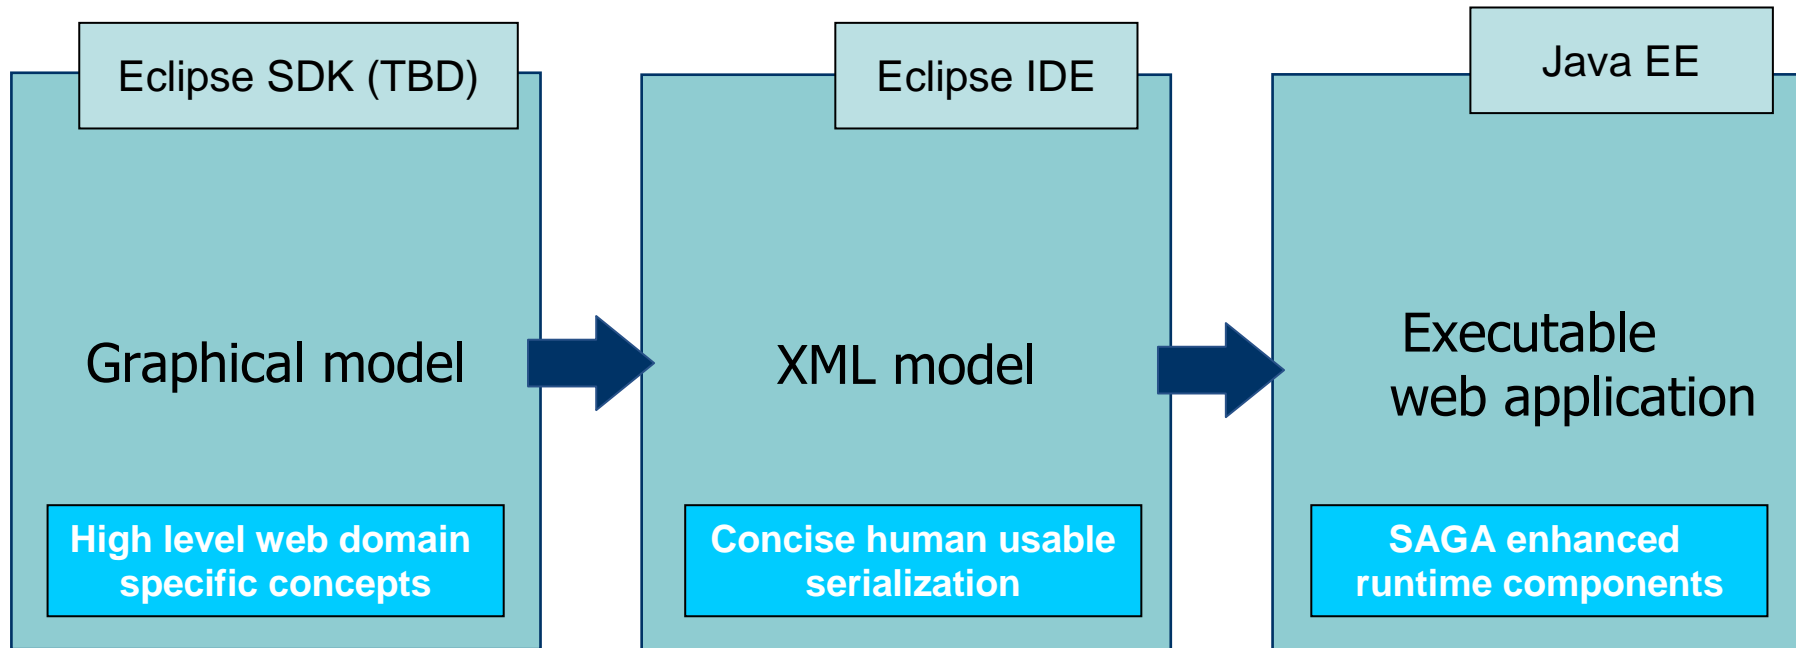 Eclipse SDK (TBD)
Graphical model
High level web domain
specific concepts
Eclipse IDE
XML model
Concise human usable
serialization
Java EE
Executable
web application
SAGA enhanced
runtime components